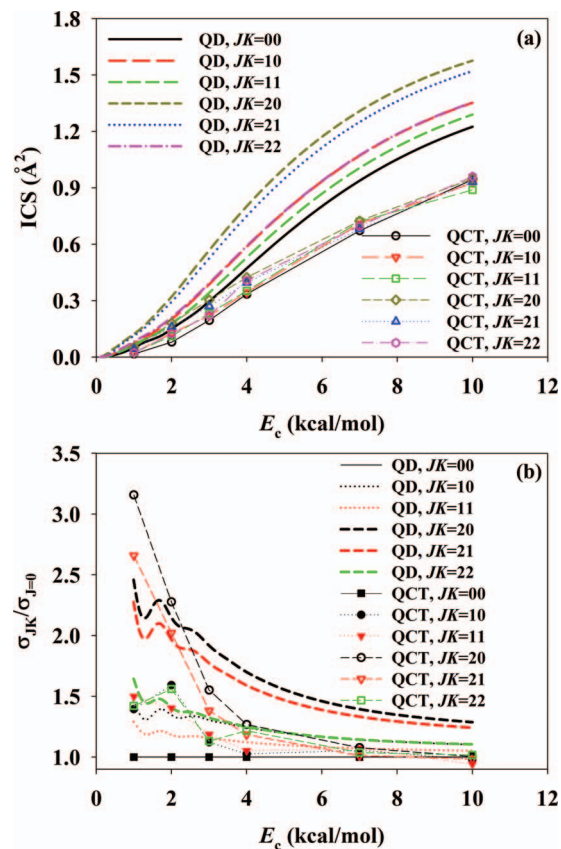 (a)
QD, JK=00
QD, JK=10
QD, JK=11
QD, JK=20
QD, JK=21
QD, JK=22
QCT, JK=00
QCT, JK=10
QCT, JK=11
QCT, JK=20
QCT, JK=21
QCT, JK=22
ICS (Å²)
1.8
1.5
1.2
0.9
0.6
0.3
0.0
0 2 4 6 8 10 12
E_c (kcal/mol)
(b)
QD, JK=00
QD, JK=10
QD, JK=11
QD, JK=20
QD, JK=21
QD, JK=22
QCT, JK=00
QCT, JK=10
QCT, JK=11
QCT, JK=20
QCT, JK=21
QCT, JK=22
σ_JK/σ_J=0
3.5
3.0
2.5
2.0
1.5
1.0
0 2 4 6 8 10 12
E_c (kcal/mol)